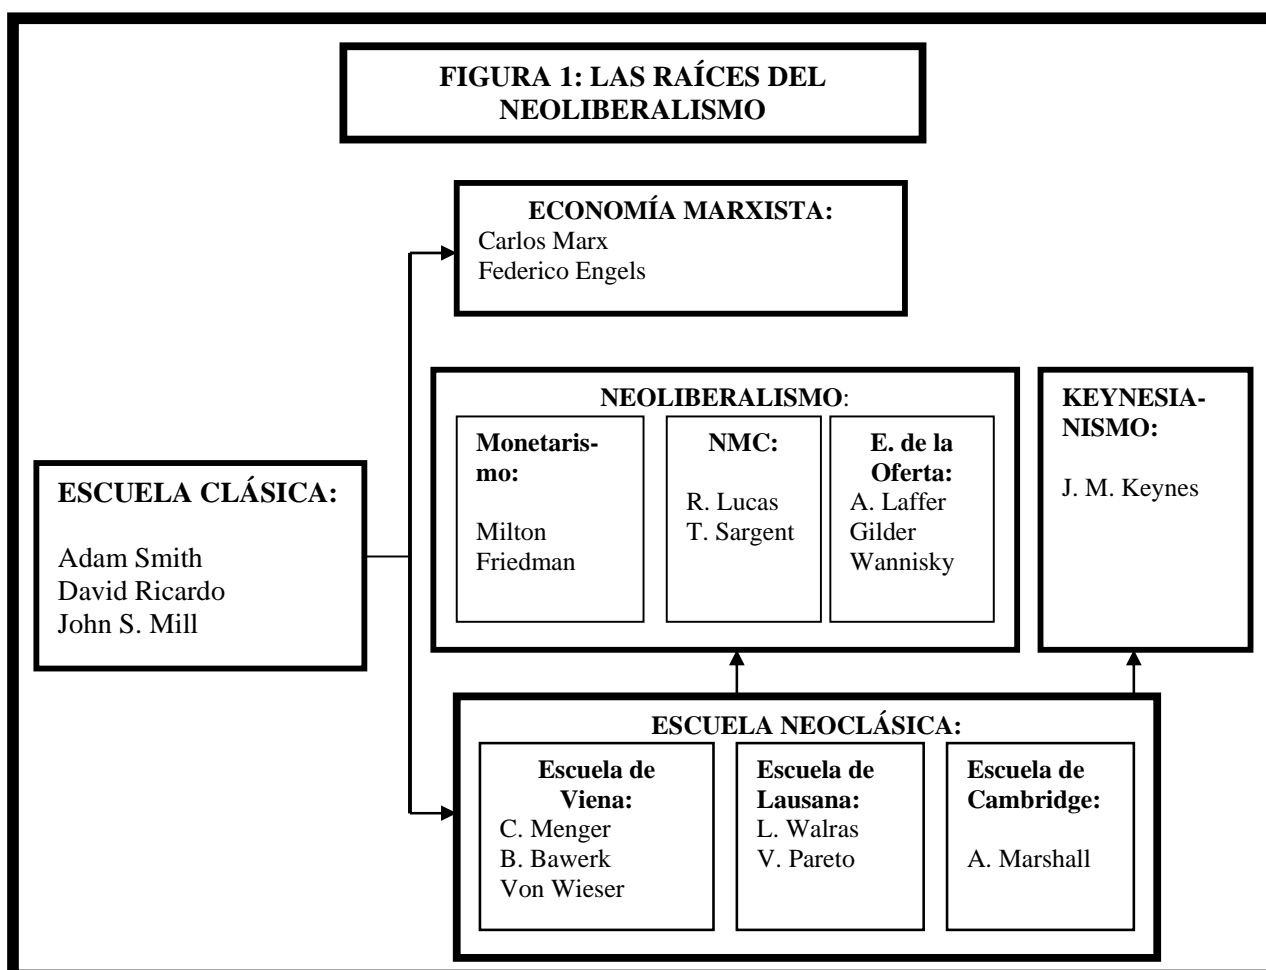 FIGURA 1: LAS RAÍCES DEL
NEOLIBERALISMO
ECONOMÍA MARXISTA:
Carlos Marx
Federico Engels
NEOLIBERALISMO:
Monetaris-
mo:
Milton
Friedman
NMC:
R. Lucas
T. Sargent
E. de la
Oferta:
A. Laffer
Gilder
Wannisky
KEYNESIA-
NISMO:
J. M. Keynes
ESCUELA CLÁSICA:
Adam Smith
David Ricardo
John S. Mill
ESCUELA NEOCLÁSICA:
Escuela de
Viena:
C. Menger
B. Bawerk
Von Wieser
Escuela de
Lausana:
L. Walras
V. Pareto
Escuela de
Cambridge:
A. Marshall